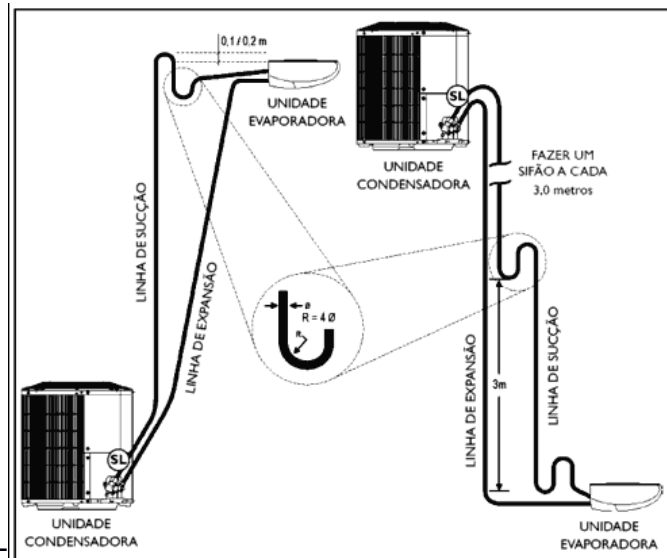 0,1 / 0,2 m
UNIDADE
EVAPORADORA
LINHA DE SUCÇÃO
LINHA DE EXPANSÃO
SL
UNIDADE
CONDENSADORA
ø
R = 4 Ø
R
SL
UNIDADE
CONDENSADORA
FAZER UM
SIFÃO A CADA
3,0 metros
LINHA DE EXPANSÃO
3m
LINHA DE SUCÇÃO
UNIDADE
EVAPORADORA